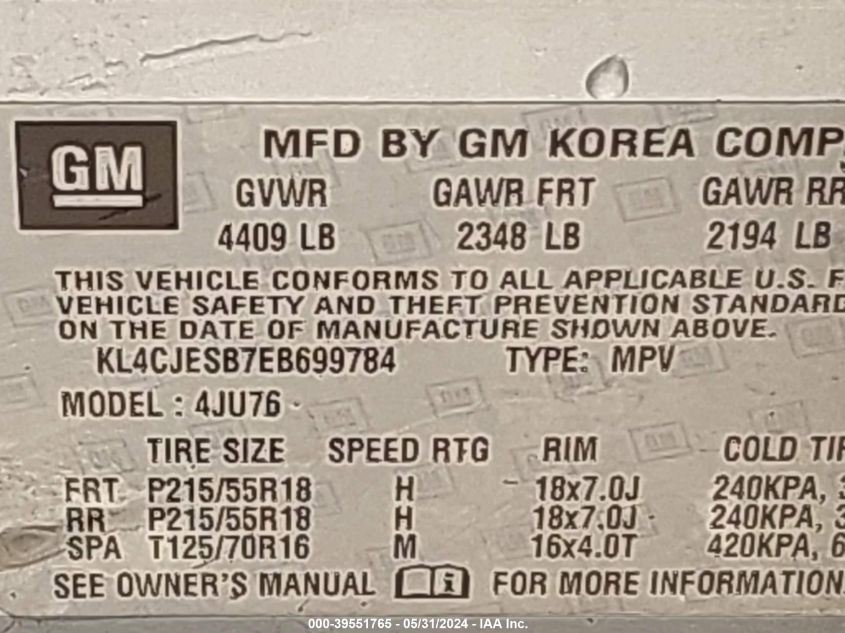 GM
MFD BY GM KOREA COMP
GVWR GAWR FRT GAWR RR
4409 LB 2348 LB 2194 LB
THIS VEHICLE CONFORMS TO ALL APPLICABLE U.S. F
VEHICLE SAFETY AND THEFT PREVENTION STANDARD
ON THE DATE OF MANUFACTURE SHOWN ABOVE.
KL4CJESB7EB699784 TYPE: MPV
MODEL : 4JU76
TIRE SIZE SPEED RTG RIM COLD TIR
FRT P215/55R18 H 18x7.0J 240KPA, 3
RR P215/55R18 H 18x7.0J 240KPA, 3
SPA T125/70R16 M 16x4.0T 420KPA, 6
SEE OWNER'S MANUAL i FOR MORE INFORMATION.
000-39551765 - 05/31/2024 - IAA Inc.